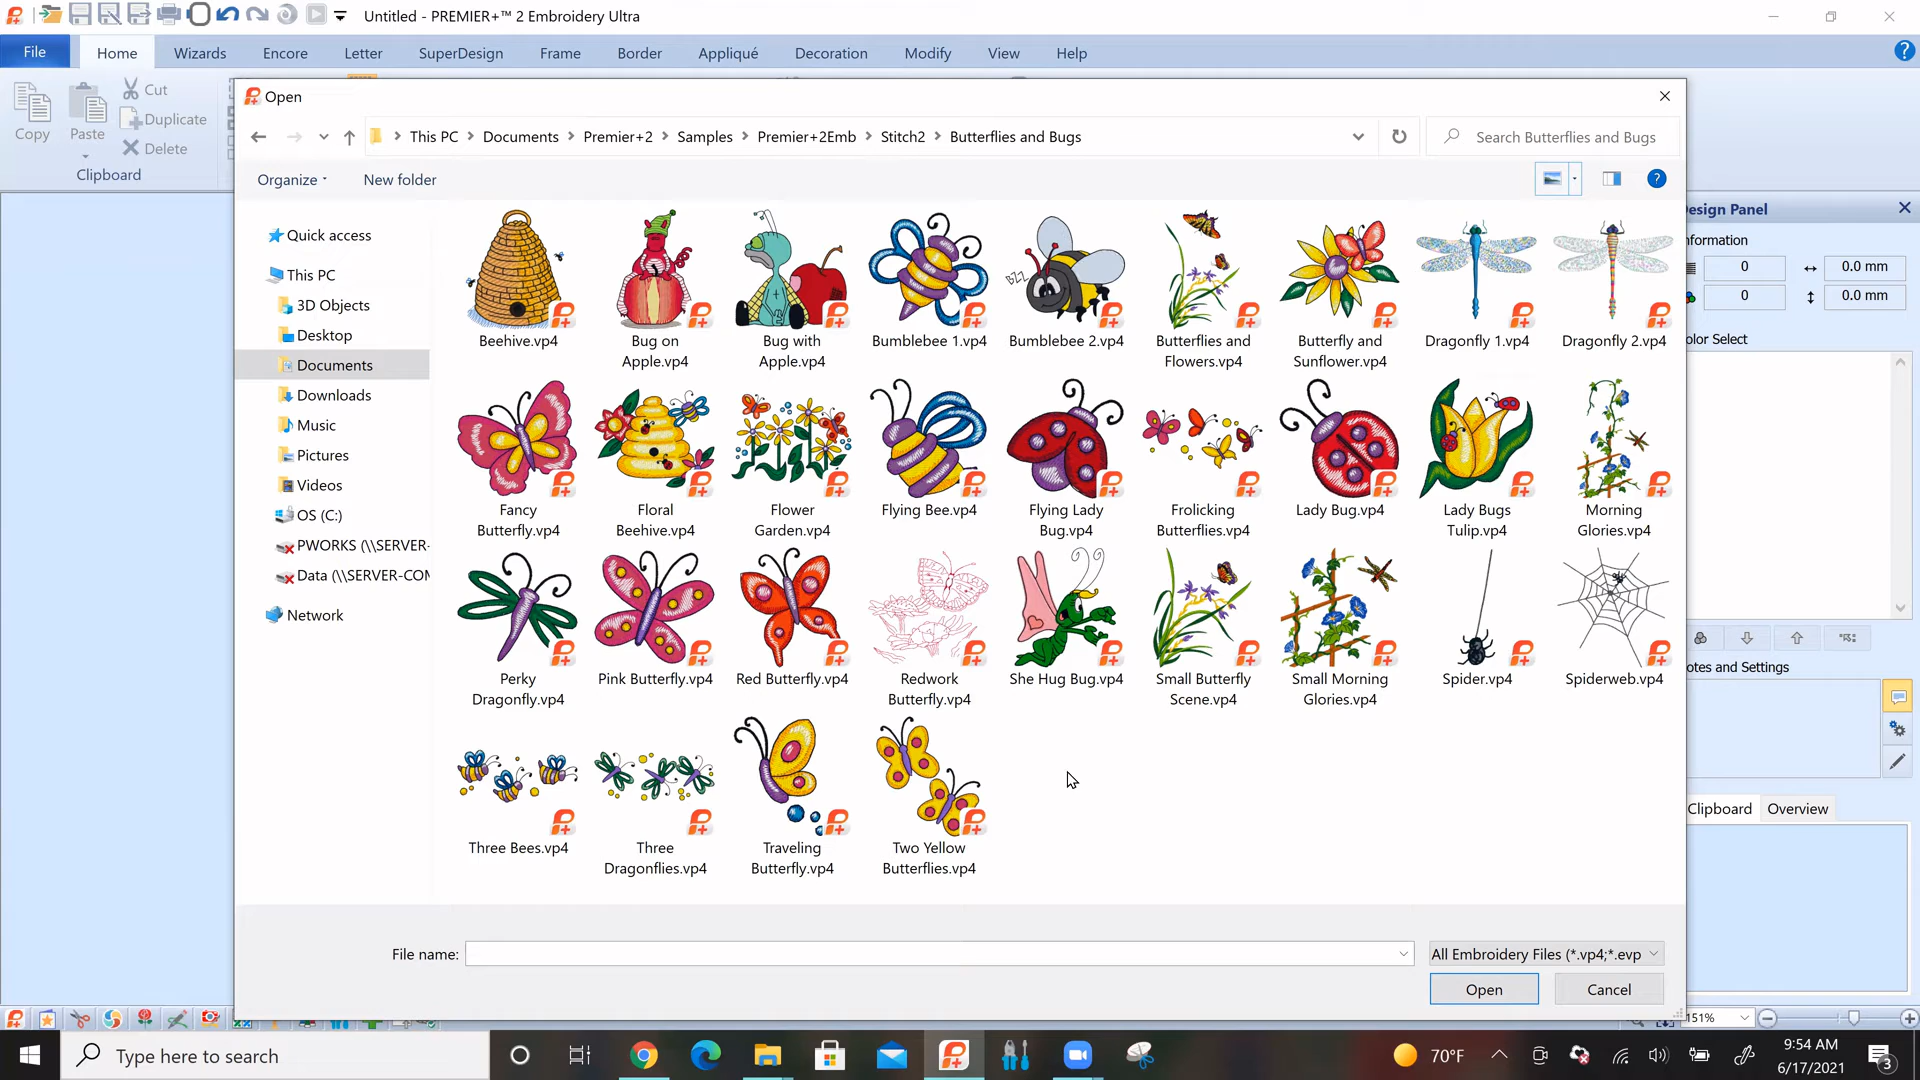 Untitled - PREMIER+™ 2 Embroidery Ultra
File Home Wizards Encore Letter SuperDesign Frame Border Appliqué Decoration Modify View Help
Copy
Paste
Cut
Duplicate
Delete
Clipboard
Open
This PC Documents Premier+2 Samples Premier+2Emb Stitch2 Butterflies and Bugs
Search Butterflies and Bugs
Organize
New folder
Quick access
This PC
3D Objects
Desktop
Documents
Downloads
Music
Pictures
Videos
OS (C:)
PWORKS (\\SERVER-
Data (\\SERVER-COM
Network
Beehive.vp4
Bug on
Apple.vp4
Bug with
Apple.vp4
Bumblebee 1.vp4
BZZ
Bumblebee 2.vp4
Butterflies and
Flowers.vp4
Butterfly and
Sunflower.vp4
Dragonfly 1.vp4
Dragonfly 2.vp4
Fancy
Butterfly.vp4
Floral
Beehive.vp4
Flower
Garden.vp4
Flying Bee.vp4
Flying Lady
Bug.vp4
Frolicking
Butterflies.vp4
Lady Bug.vp4
Lady Bugs
Tulip.vp4
Morning
Glories.vp4
Perky
Dragonfly.vp4
Pink Butterfly.vp4
Red Butterfly.vp4
Redwork
Butterfly.vp4
She Hug Bug.vp4
Small Butterfly
Scene.vp4
Small Morning
Glories.vp4
Spider.vp4
Spiderweb.vp4
Three Bees.vp4
Three
Dragonflies.vp4
Traveling
Butterfly.vp4
Two Yellow
Butterflies.vp4
File name:
All Embroidery Files (*.vp4;*.evp
Open
Cancel
esign Panel
nformation
0
0.0 mm
0
0.0 mm
olor Select
otes and Settings
Clipboard
Overview
151%
Type here to search
70°F
9:54 AM
6/17/2021
3